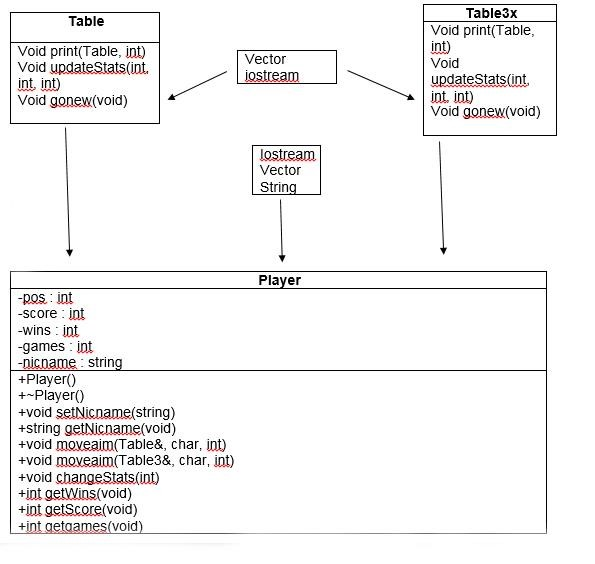 Table
Void print(Table, int)
Void updateStats(int,
int, int)
Void gonew(void)
Vector
iostream
Table3x
Void print(Table,
int)
Void
updateStats(int,
int, int)
Void gonew(void)
Iostream
Vector
String
Player
-pos : int
-score : int
-wins : int
-games : int
-nicname : string
+Player()
+~Player()
+void setNicname(string)
+string getNicname(void)
+void moveaim(Table&, char, int)
+void moveaim(Table3&, char, int)
+void changeStats(int)
+int getWins(void)
+int getScore(void)
+int getgames(void)